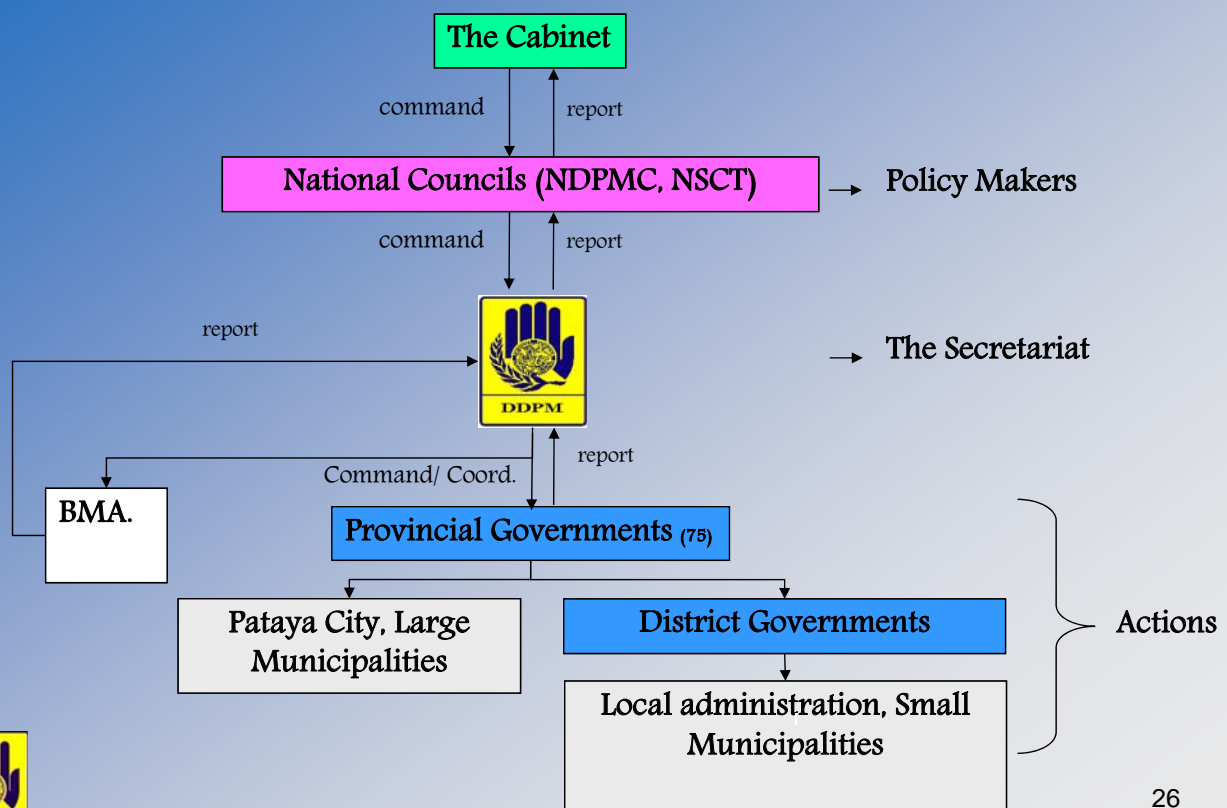 The Cabinet
command
report
National Councils (NDPMC, NSCT)
Policy Makers
command
report
report
DDPM
The Secretariat
Command/ Coord.
report
BMA.
Provincial Governments (75)
Pataya City, Large
Municipalities
District Governments
Actions
Local administration, Small
Municipalities
26